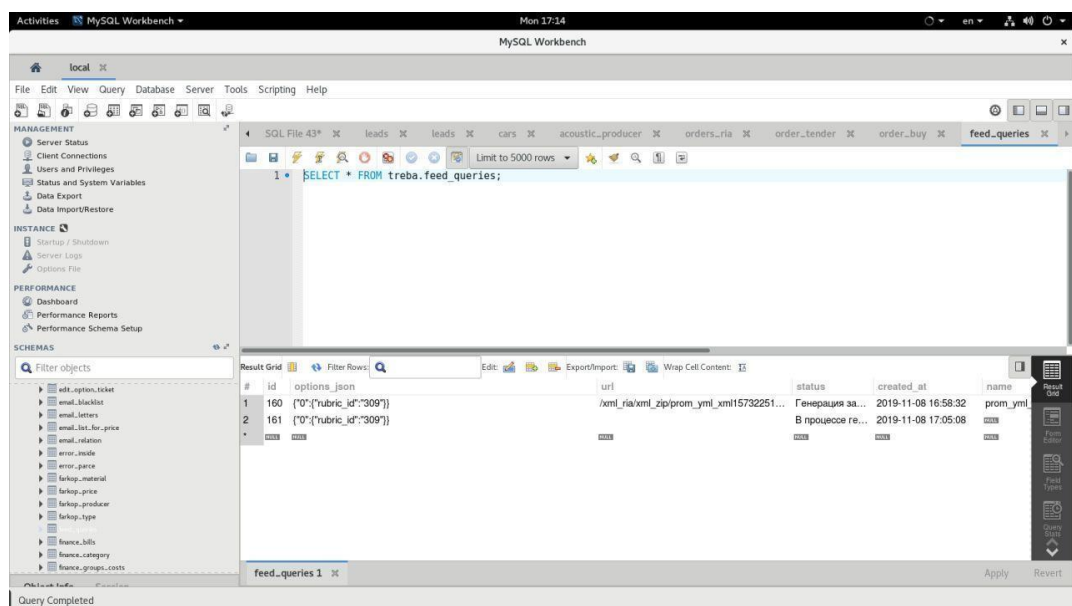 Activities MySQL Workbench Mon 17:14 en
MySQL Workbench
local
File Edit View Query Database Server Tools Scripting Help
MANAGEMENT
Server Status
Client Connections
Users and Privileges
Status and System Variables
Data Export
Data Import/Restore
INSTANCE
Startup / Shutdown
Server Logs
Options File
PERFORMANCE
Dashboard
Performance Reports
Performance Schema Setup
SCHEMAS
Filter objects
edit_option_ticket
email_blacklist
email_letters
email_list_for_price
email_relation
error_inside
error_parce
farkop_material
farkop_price
farkop_producer
farkop_type
finance_bills
finance_category
finance_groups_costs
Object Info Session
SQL File 43* leads leads cars acoustic_producer orders_ria order_tender order_buy feed_queries
Limit to 5000 rows
1 SELECT * FROM treba.feed_queries;
Result Grid Filter Rows: Edit: Export/Import: Wrap Cell Content:
# id options_json url status created_at name
1 160 {"0":{"rubric_id":"309"}} /xml_ria/xml_zip/prom_yml_xml15732251... Генерация за... 2019-11-08 16:58:32 prom_yml_
2 161 {"0":{"rubric_id":"309"}} В процессе ге... 2019-11-08 17:05:08 NULL
* NULL NULL NULL NULL NULL NULL
Result Grid
Form Editor
Field Types
Query Stats
feed_queries 1 Apply Revert
Query Completed